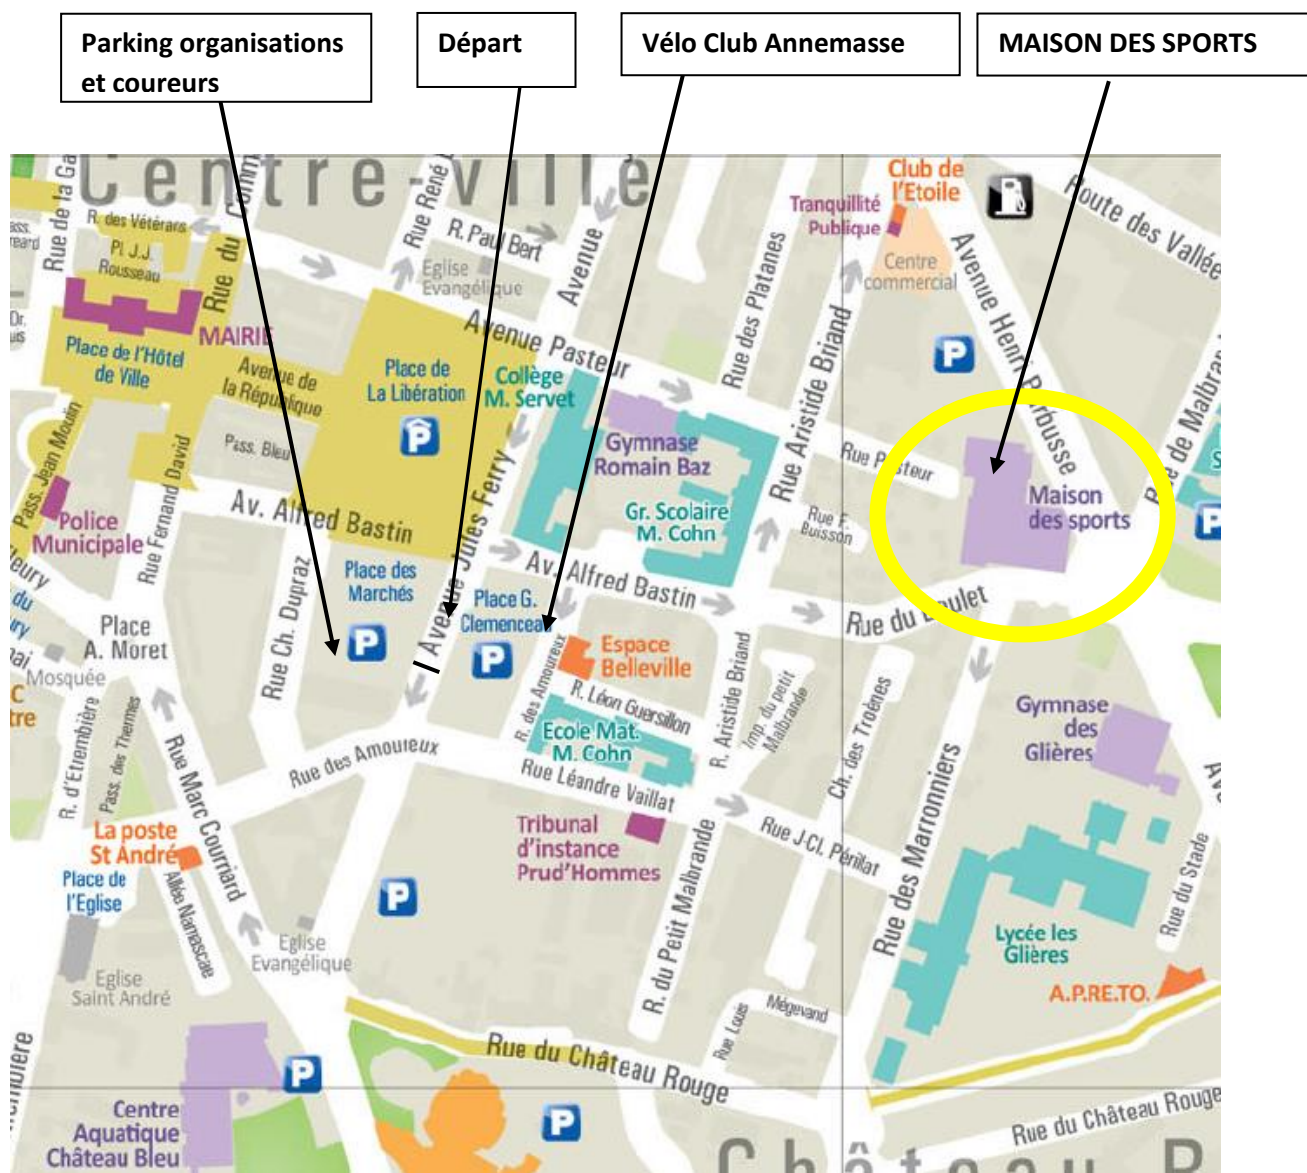 Parking organisations
et coureurs
Départ
Vélo Club Annemasse
MAISON DES SPORTS
Centre-ville
Rue de la Ga
R. des Vétérans
Pl. J.J.
Rousseau
Rue du Comm
Rue René
R. Paul Bert
Eglise
Evangélique
Avenue
Tranquillité
Publique
Club de
l'Etoile
Centre
commercial
Route des Vallée
Avenue Henri Barbusse
Rue de Malbran
MAIRIE
Place de l'Hôtel
de Ville
Avenue de
la République
Place de
La Libération
Avenue Pasteur
Collège
M. Servet
Gymnase
Romain Baz
Gr. Scolaire
M. Cohn
Rue des Platanes
Rue Aristide Briand
Rue Pasteur
Rue F.
Buisson
Maison
des sports
Pass. Jean Moulin
Police
Municipale
Rue Fernand David
Pass. Bleu
Av. Alfred Bastin
Avenue Jules Ferry
Av. Alfred Bastin
Rue du Boulet
Place des
Marchés
Place G.
Clemenceau
Rue Ch. Dupraz
Place
A. Moret
Mosquée
R. d'Etrembière
Pass. des Thermes
Rue Marc Courriard
Rue des Amoureux
R. des Amoureux
Espace
Belleville
R. Léon Guersillon
Ecole Mat.
M. Cohn
Rue Léandre Vaillat
R. Aristide Briand
Imp. du petit
Malbrande
Ch. des Troènes
Rue J-Cl. Périllat
Rue des Marronniers
Gymnase
des
Glières
Tribunal
d'instance
Prud'Hommes
R. du Petit Malbrande
La poste
St André
Place de
l'Eglise
Allée Namascae
Eglise
Evangélique
Eglise
Saint André
Lycée les
Glières
Rue du Stade
A.P.RE.TO.
Rue Louis
Mégevand
Rue du Château Rouge
Rue du Château Rouge
Centre
Aquatique
Château Bleu
Château R